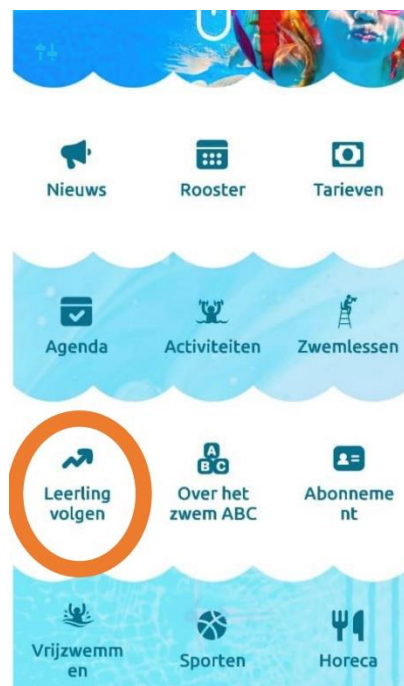 Nieuws Rooster Tarieven
Agenda Activiteiten Zwemlessen
A
B C
Leerling Over het Abonneme
volgen zwem ABC nt
Vrijzwemm Sporten Horeca
en